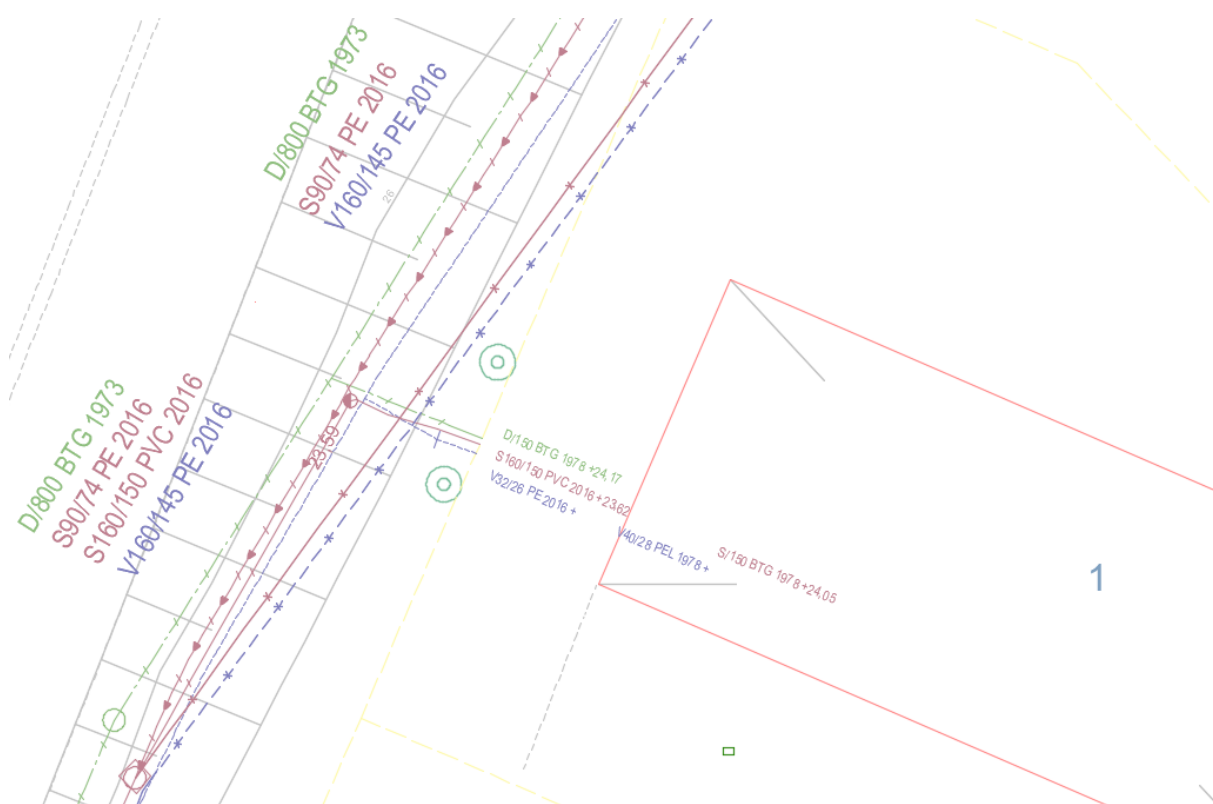 D/800 BTG 1973
S90/74 PE 2016
V160/145 PE 2016
26
D/800 BTG 1973
S90/74 PE 2016
S160/150 PVC 2016
V160/145 PE 2016
23,59
D/150 BTG 1978 +24,17
S160/150 PVC 2016 +23,62
V32/26 PE 2016 +
V40/28 PEL 1978 +
S/150 BTG 1978 +24,05
1